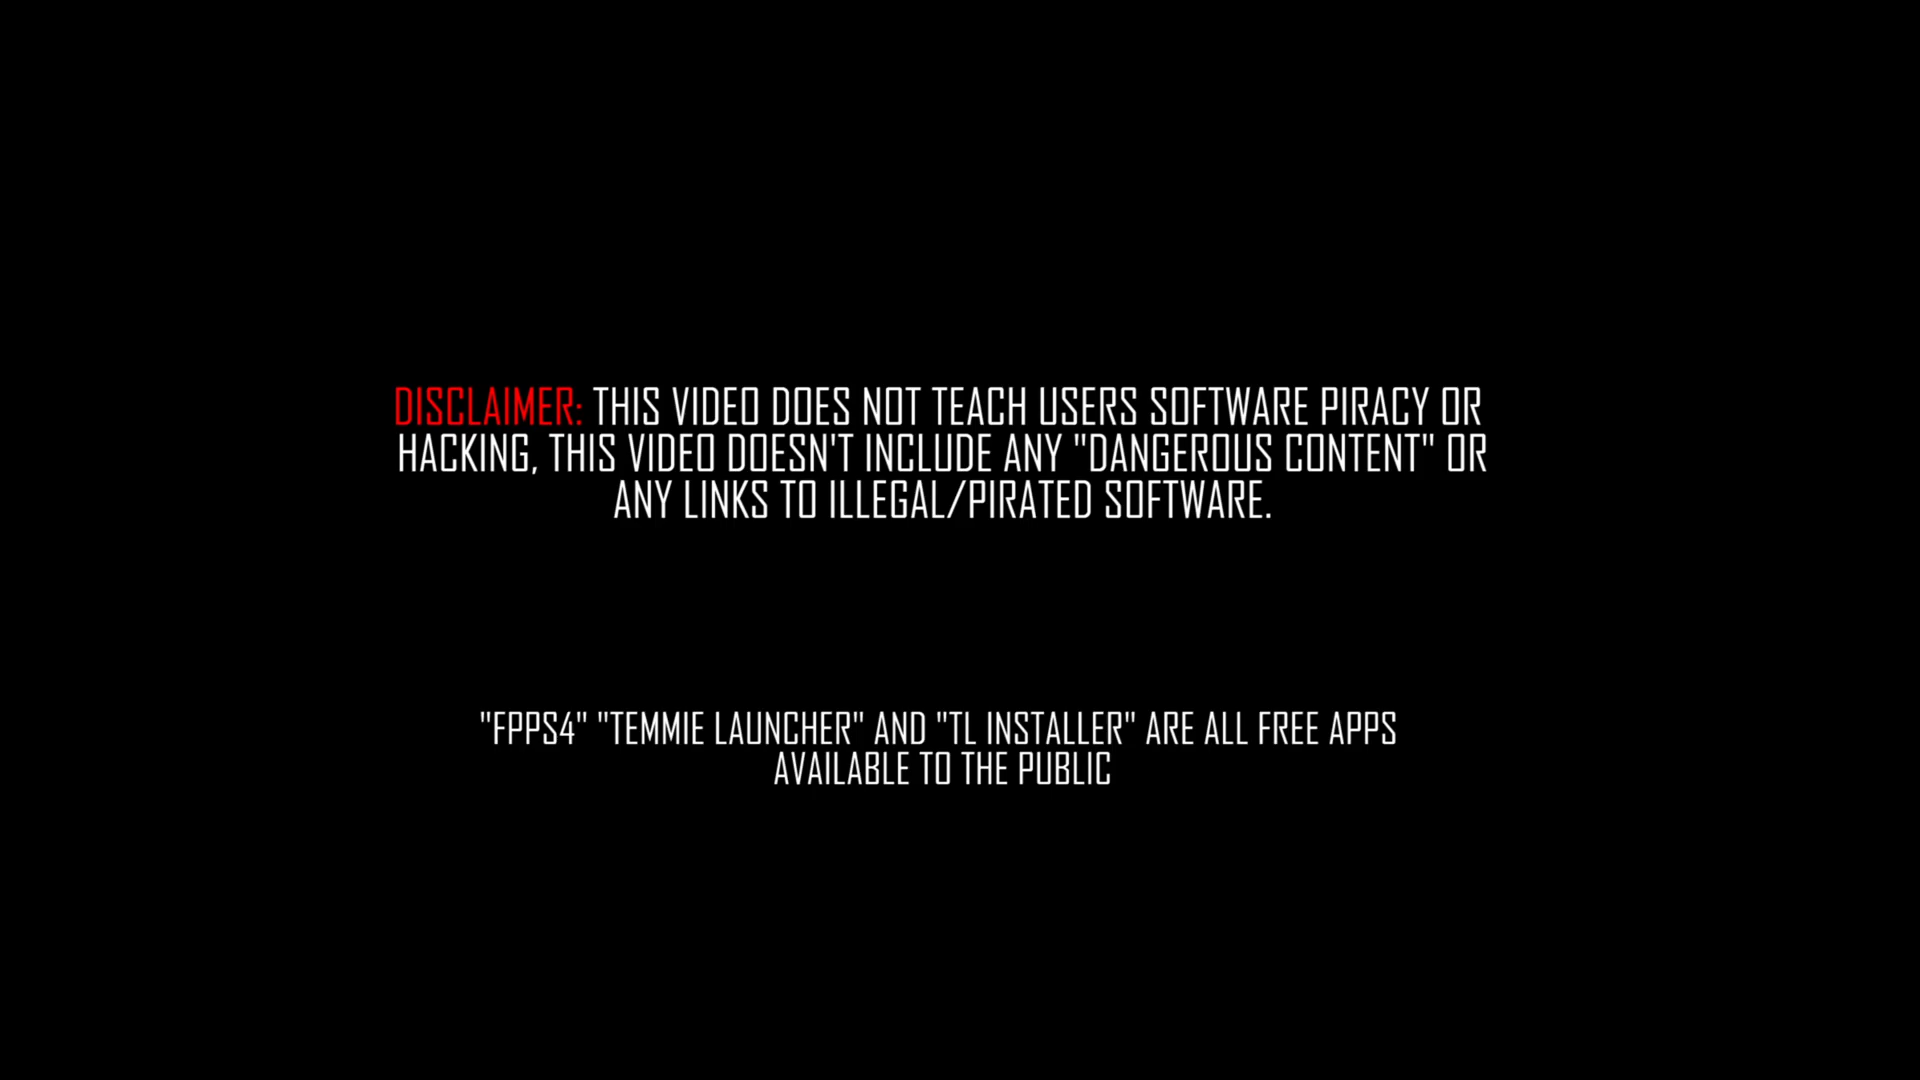 DISCLAIMER: THIS VIDEO DOES NOT TEACH USERS SOFTWARE PIRACY OR
HACKING, THIS VIDEO DOESN'T INCLUDE ANY "DANGEROUS CONTENT" OR
ANY LINKS TO ILLEGAL/PIRATED SOFTWARE.
"FPPS4" "TEMMIE LAUNCHER" AND "TL INSTALLER" ARE ALL FREE APPS
AVAILABLE TO THE PUBLIC